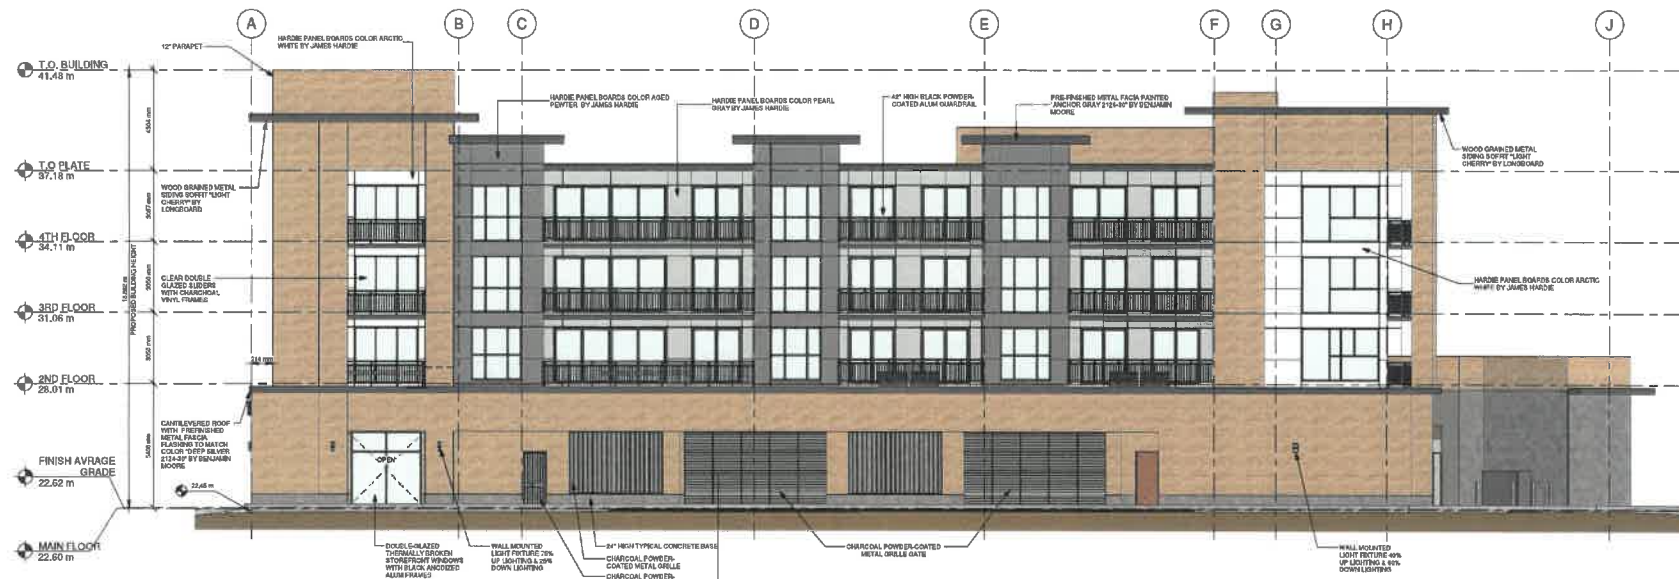 A B C D E F G H J
12" PARAPET
HARDIE PANEL BOARDS COLOR ARCTIC
WHITE BY JAMES HARDIE
T.O. BUILDING
41.48 m
HARDIE PANEL BOARDS COLOR AGED
PEWTER BY JAMES HARDIE
HARDIE PANEL BOARDS COLOR PEARL
GRAY BY JAMES HARDIE
42" HIGH BLACK POWDER-
COATED ALUM GUARDRAIL
PRE-FINISHED METAL FACIA PAINTED
"ANCHOR GRAY 2126-30" BY BENJAMIN
MOORE
WOOD GRAINED METAL
SIDING SOFFIT "LIGHT
CHERRY" BY LONGBOARD
T.O PLATE
37.18 m
WOOD GRAINED METAL
SIDING SOFFIT "LIGHT
CHERRY" BY
LONGBOARD
4TH FLOOR
34.11 m
PROPOSED BUILDING HEIGHT
CLEAR DOUBLE
GLAZED SLIDERS
WITH CHARCHOAL
VINYL FRAMES
HARDIE PANEL BOARDS COLOR ARCTIC
WHITE BY JAMES HARDIE
3RD FLOOR
31.06 m
2ND FLOOR
28.01 m
CANTILEVERED ROOF
WITH PREFINISHED
METAL FASCIA
FLASHING TO MATCH
COLOR "DEEP SILVER
2124-30" BY BENJAMIN
MOORE
OPEN
FINISH AVRAGE
GRADE
22.62 m
22.45 m
MAIN FLOOR
22.60 m
DOUBLE-GLAZED
THERMALLY BROKEN
STOREFRONT WINDOWS
WITH BLACK ANODIZED
ALUM FRAMES
WALL MOUNTED
LIGHT FIXTURE 75%
UP LIGHTING & 25%
DOWN LIGHTING
24" HIGH TYPICAL CONCRETE BASE
CHARCOAL POWDER-
COATED METAL GRILLE
CHARCOAL POWDER-
CHARCOAL POWDER-COATED
METAL GRILLE GATE
WALL MOUNTED
LIGHT FIXTURE 40%
UP LIGHTING & 60%
DOWN LIGHTING